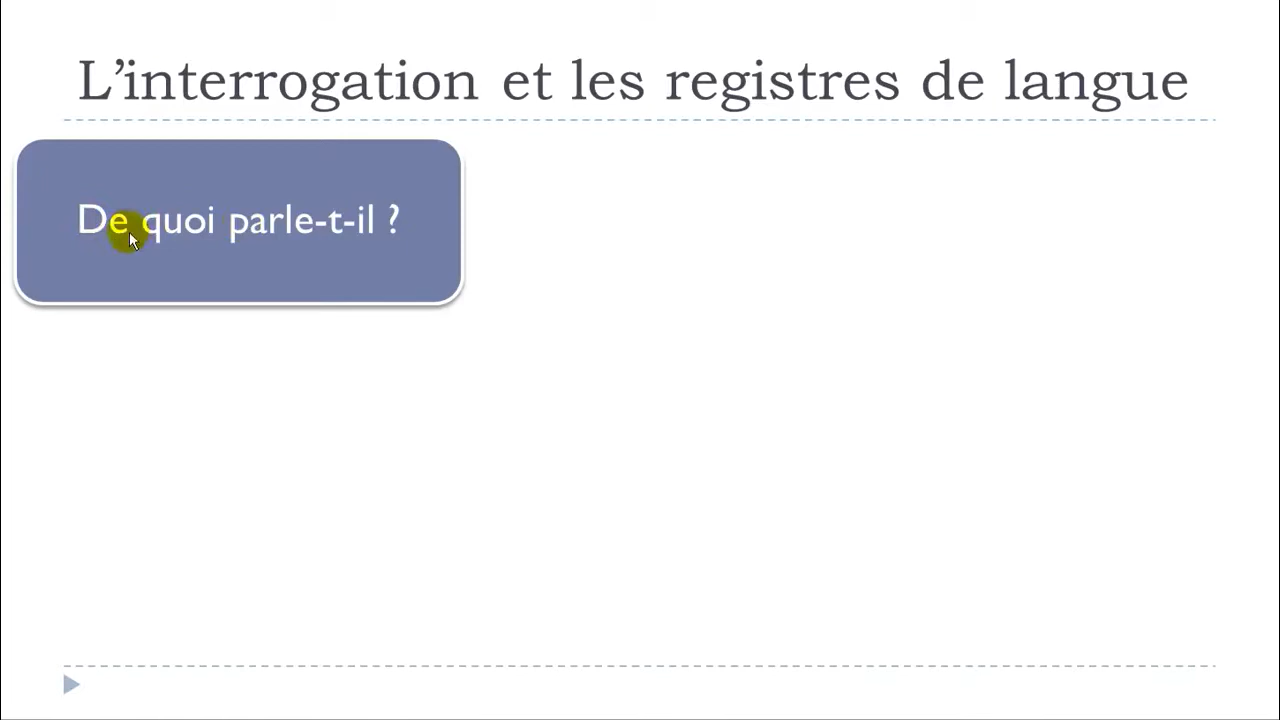 L’interrogation et les registres de langue
De quoi parle-t-il ?